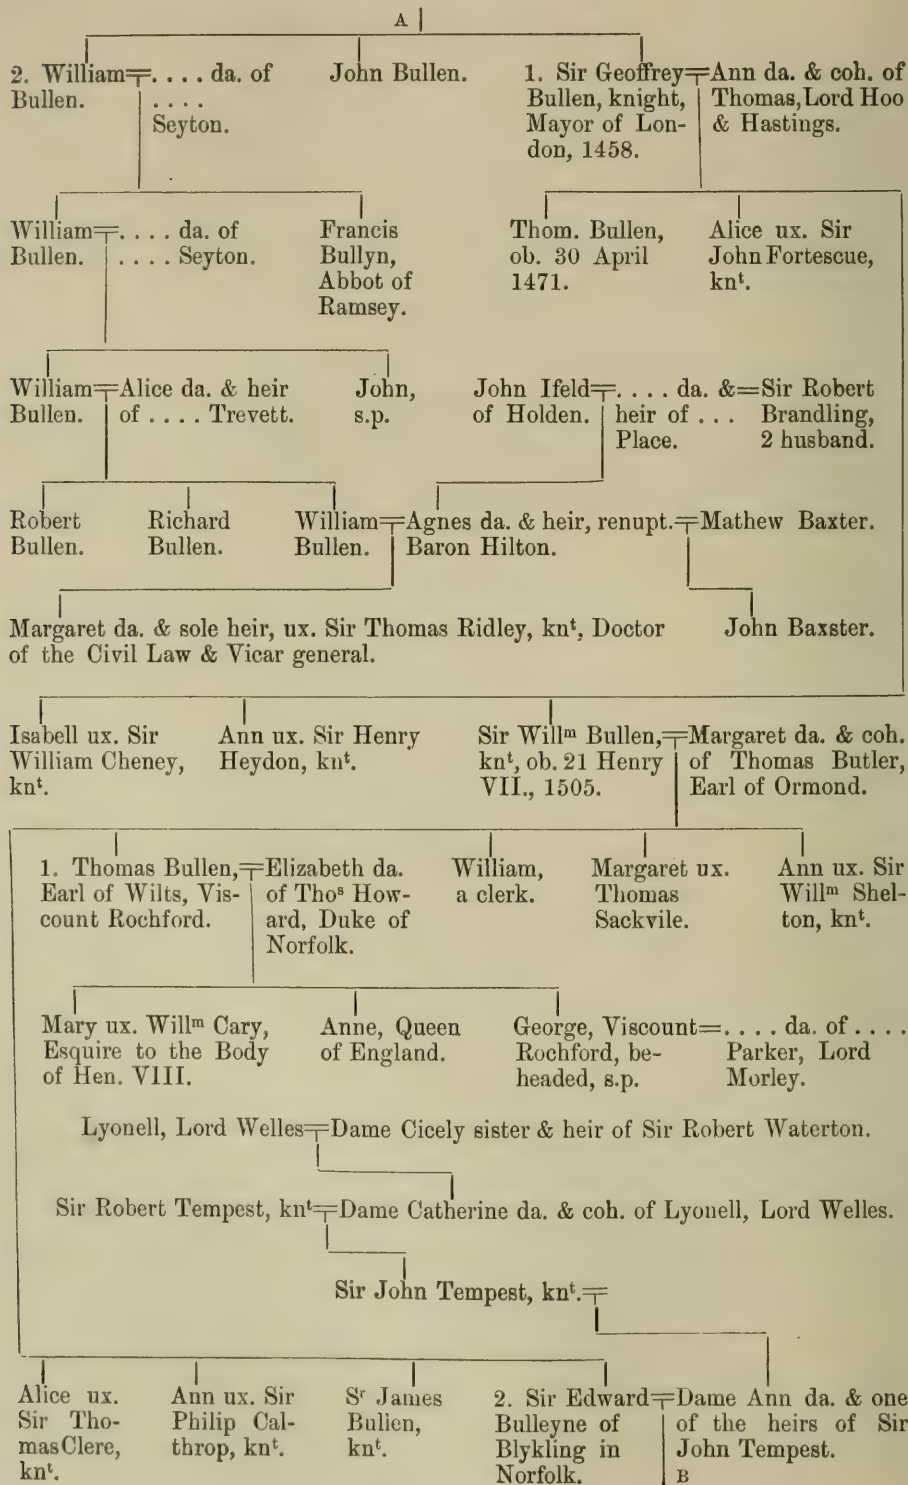 A
2. William . . . . da. of John Bullen. 1. Sir Geoffrey Ann da. & coh. of
Bullen. . . . . Bullen, knight, Thomas, Lord Hoo
Seyton. Mayor of Lon- & Hastings.
don, 1458.
William . . . . da. of Francis Thom. Bullen, Alice ux. Sir
Bullen. . . . . Seyton. Bullyn, ob. 30 April John Fortescue,
Abbot of 1471. knᵗ.
Ramsey.
William Alice da. & heir John, John Ifeld . . . . da. &=Sir Robert
Bullen. of . . . . Trevett. s.p. of Holden. heir of . . . Brandling,
Place. 2 husband.
Robert Richard William Agnes da. & heir, renupt. Mathew Baxter.
Bullen. Bullen. Bullen. Baron Hilton.
Margaret da. & sole heir, ux. Sir Thomas Ridley, knᵗ, Doctor John Baxster.
of the Civil Law & Vicar general.
Isabell ux. Sir Ann ux. Sir Henry Sir Willᵐ Bullen, Margaret da. & coh.
William Cheney, Heydon, knᵗ. knᵗ, ob. 21 Henry of Thomas Butler,
knᵗ. VII., 1505. Earl of Ormond.
1. Thomas Bullen, Elizabeth da. William, Margaret ux. Ann ux. Sir
Earl of Wilts, Vis- of Thoˢ How- a clerk. Thomas Willᵐ Shel-
count Rochford. ard, Duke of Sackvile. ton, knᵗ.
Norfolk.
Mary ux. Willᵐ Cary, Anne, Queen George, Viscount=. . . . da. of . . . .
Esquire to the Body of England. Rochford, be- Parker, Lord
of Hen. VIII. headed, s.p. Morley.
Lyonell, Lord Welles Dame Cicely sister & heir of Sir Robert Waterton.
Sir Robert Tempest, knᵗ Dame Catherine da. & coh. of Lyonell, Lord Welles.
Sir John Tempest, knᵗ.
Alice ux. Ann ux. Sir Sʳ James 2. Sir Edward Dame Ann da. & one
Sir Tho- Philip Cal- Bullen, Bulleyne of of the heirs of Sir
mas Clere, throp, knᵗ. knᵗ. Blykling in John Tempest.
knᵗ. Norfolk. B